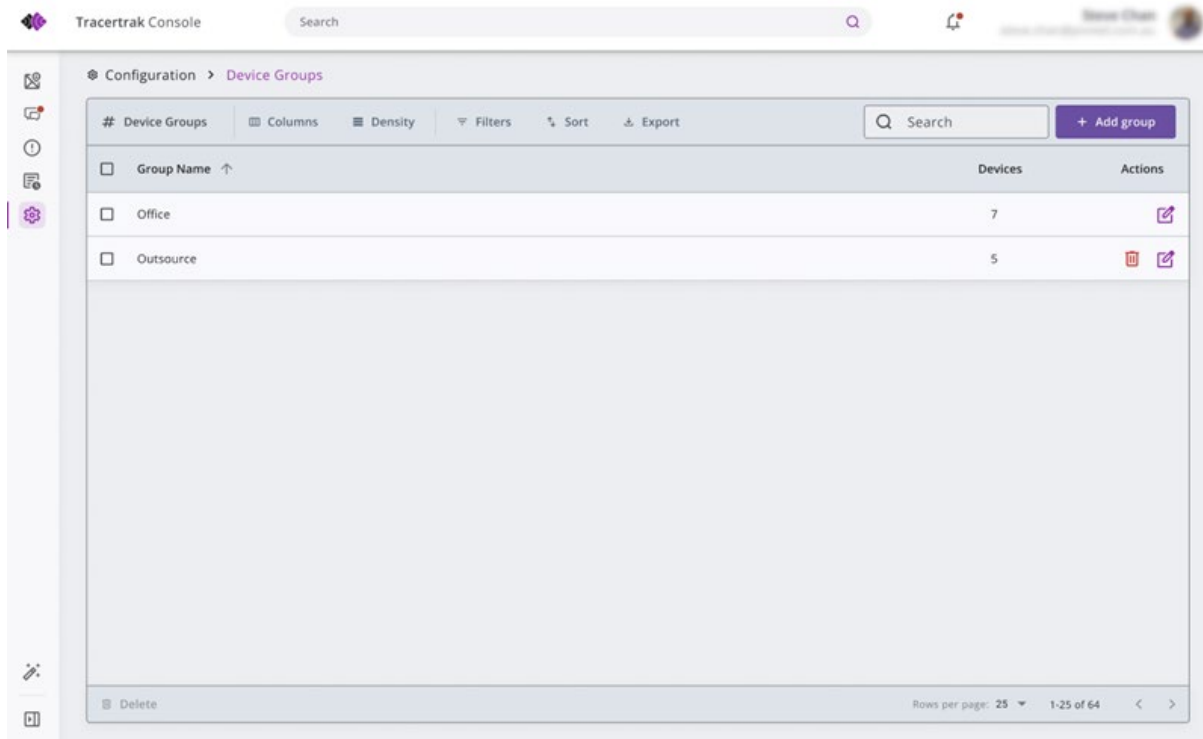 Tracertrak Console Search
Configuration > Device Groups
# Device Groups Columns Density Filters Sort Export Search + Add group
Group Name ↑ Devices Actions
Office 7
Outsource 5
Delete Rows per page: 25 1-25 of 64 < >